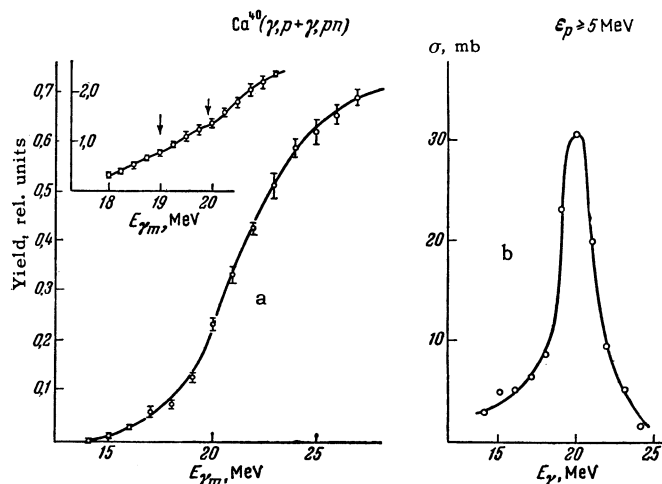 Ca⁴⁰(γ,p+γ,pn)
ε_p ≥ 5 MeV
Yield, rel. units
0,7
0,6
0,5
0,4
0,3
0,2
0,1
15
20
25
E_γm, MeV
a
2,0
1,0
18
19
20
E_γm, MeV
σ, mb
30
20
10
15
20
25
E_γ, MeV
b